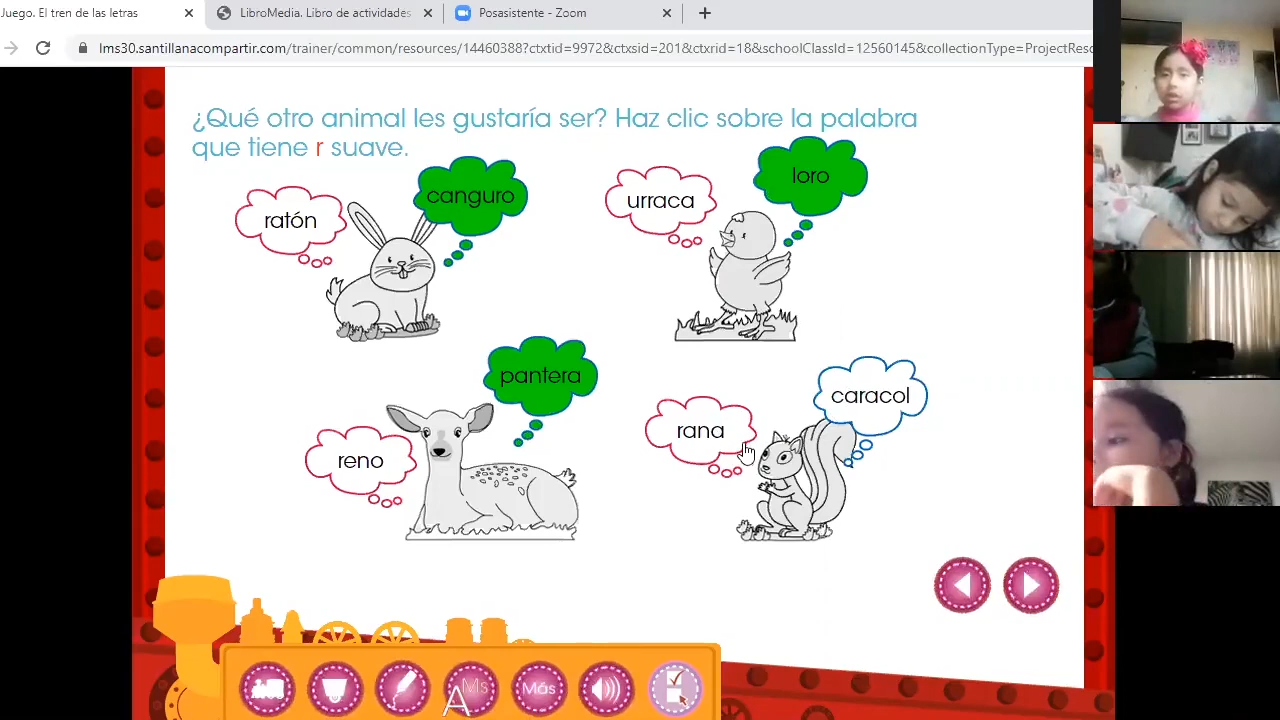 Juego. El tren de las letras
LibroMedia. Libro de actividades
Posasistente - Zoom
lms30.santillanacompartir.com/trainer/common/resources/14460388?ctxtid=9972&ctxsid=201&ctxrid=18&schoolClassId=12560145&collectionType=ProjectReso
¿Qué otro animal les gustaría ser? Haz clic sobre la palabra
que tiene r suave.
ratón
canguro
urraca
loro
reno
pantera
rana
caracol
A Ms
Más